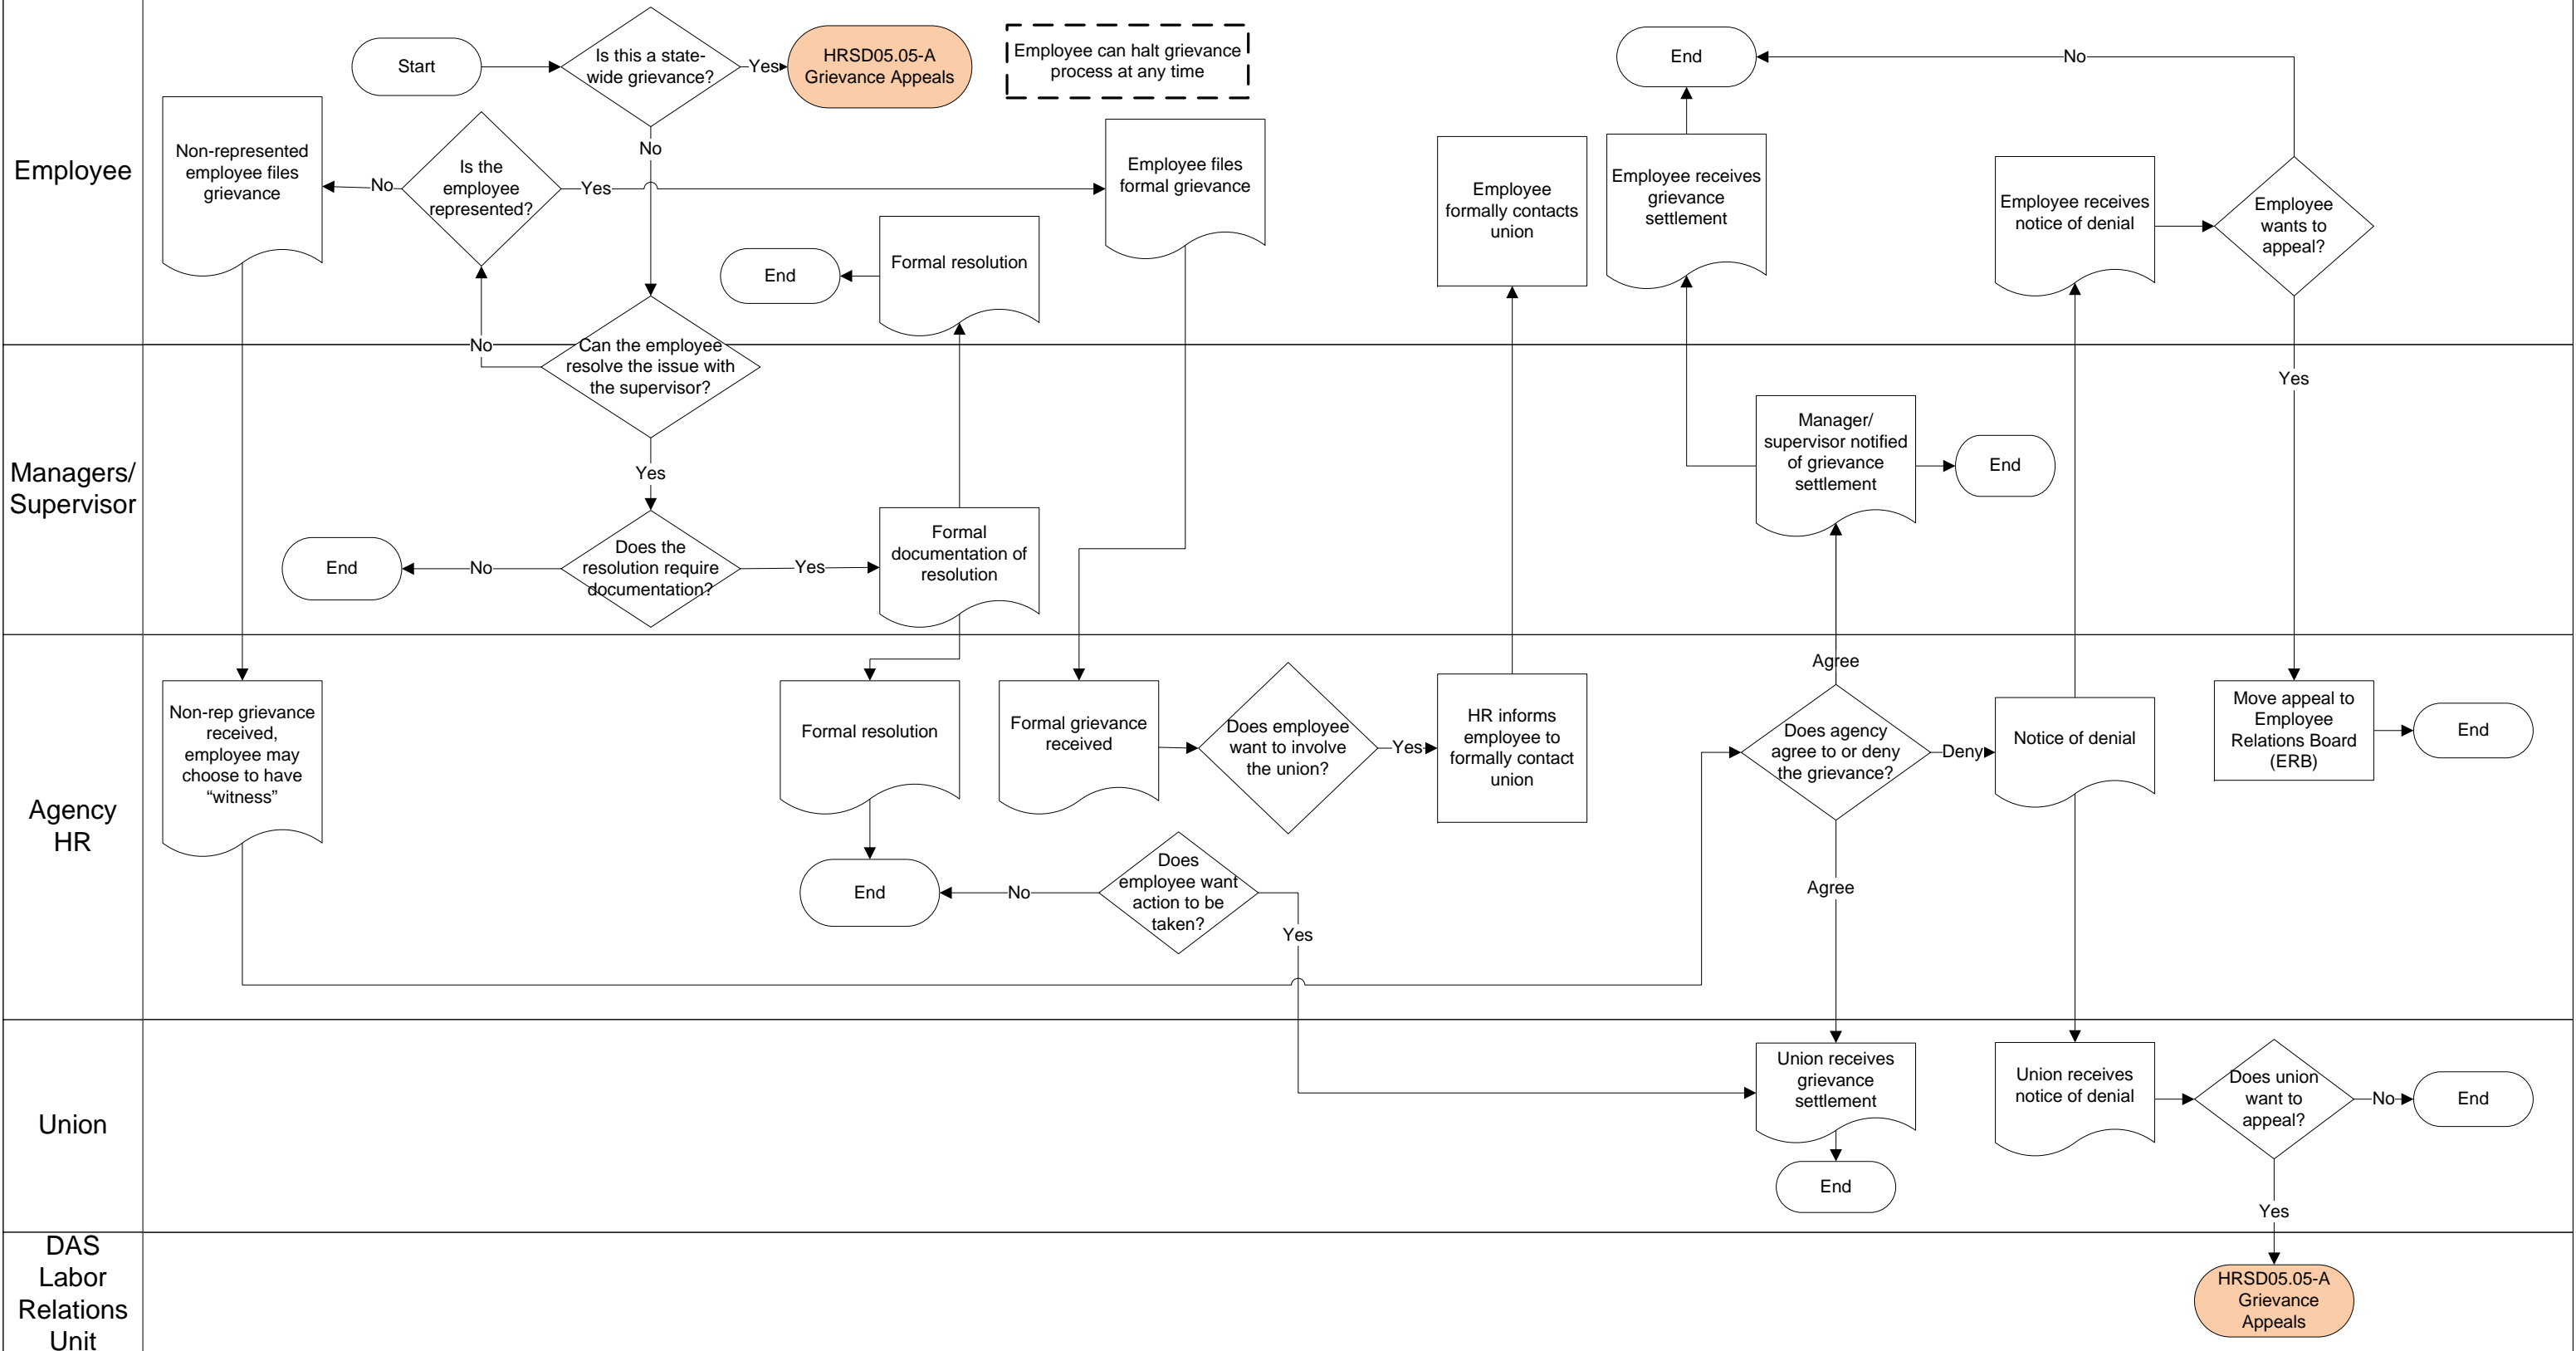 Employee
Start
Is this a state-
wide grievance?
Yes
HRSD05.05-A
Grievance Appeals
Employee can halt grievance
process at any time
End
No
Non-represented
employee files
grievance
No
Is the
employee
represented?
Yes
No
Employee files
formal grievance
Employee
formally contacts
union
Employee receives
grievance
settlement
Employee receives
notice of denial
Employee
wants to
appeal?
End
Formal resolution
No
Can the employee
resolve the issue with
the supervisor?
Yes
Managers/
Supervisor
Yes
Manager/
supervisor notified
of grievance
settlement
End
End
No
Does the
resolution require
documentation?
Yes
Formal
documentation of
resolution
Agency
HR
Agree
Non-rep grievance
received,
employee may
choose to have
“witness”
Formal resolution
Formal grievance
received
Does employee
want to involve
the union?
Yes
HR informs
employee to
formally contact
union
Does agency
agree to or deny
the grievance?
Deny
Notice of denial
Move appeal to
Employee
Relations Board
(ERB)
End
End
No
Does
employee want
action to be
taken?
Yes
Agree
Union
Union receives
grievance
settlement
Union receives
notice of denial
Does union
want to
appeal?
No
End
End
Yes
DAS
Labor
Relations
Unit
HRSD05.05-A
Grievance
Appeals